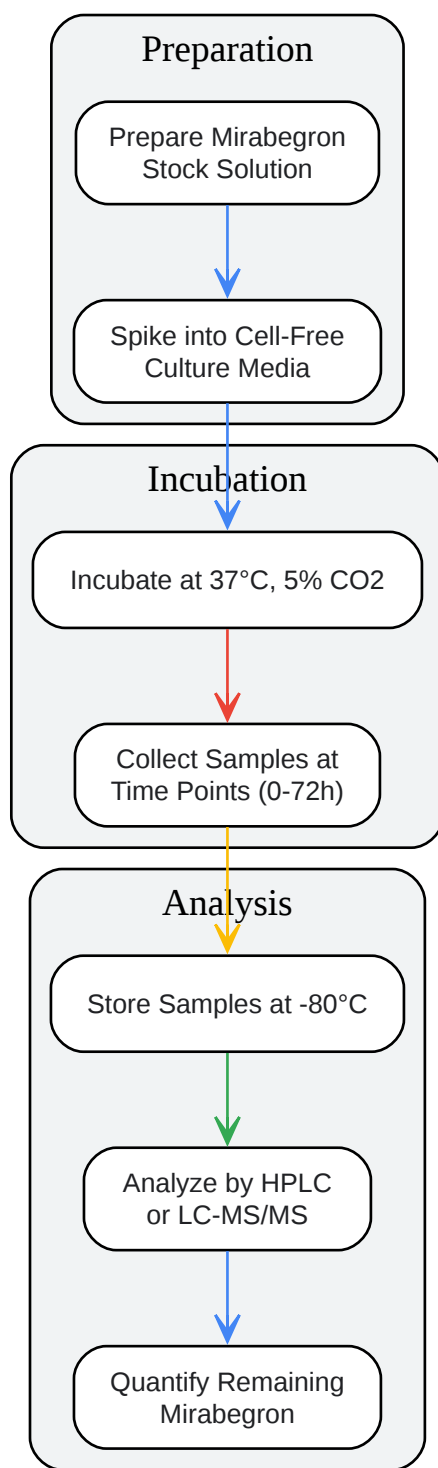 Preparation
Prepare Mirabegron
Stock Solution
Spike into Cell-Free
Culture Media
Incubation
Incubate at 37°C, 5% CO2
Collect Samples at
Time Points (0-72h)
Analysis
Store Samples at -80°C
Analyze by HPLC
or LC-MS/MS
Quantify Remaining
Mirabegron